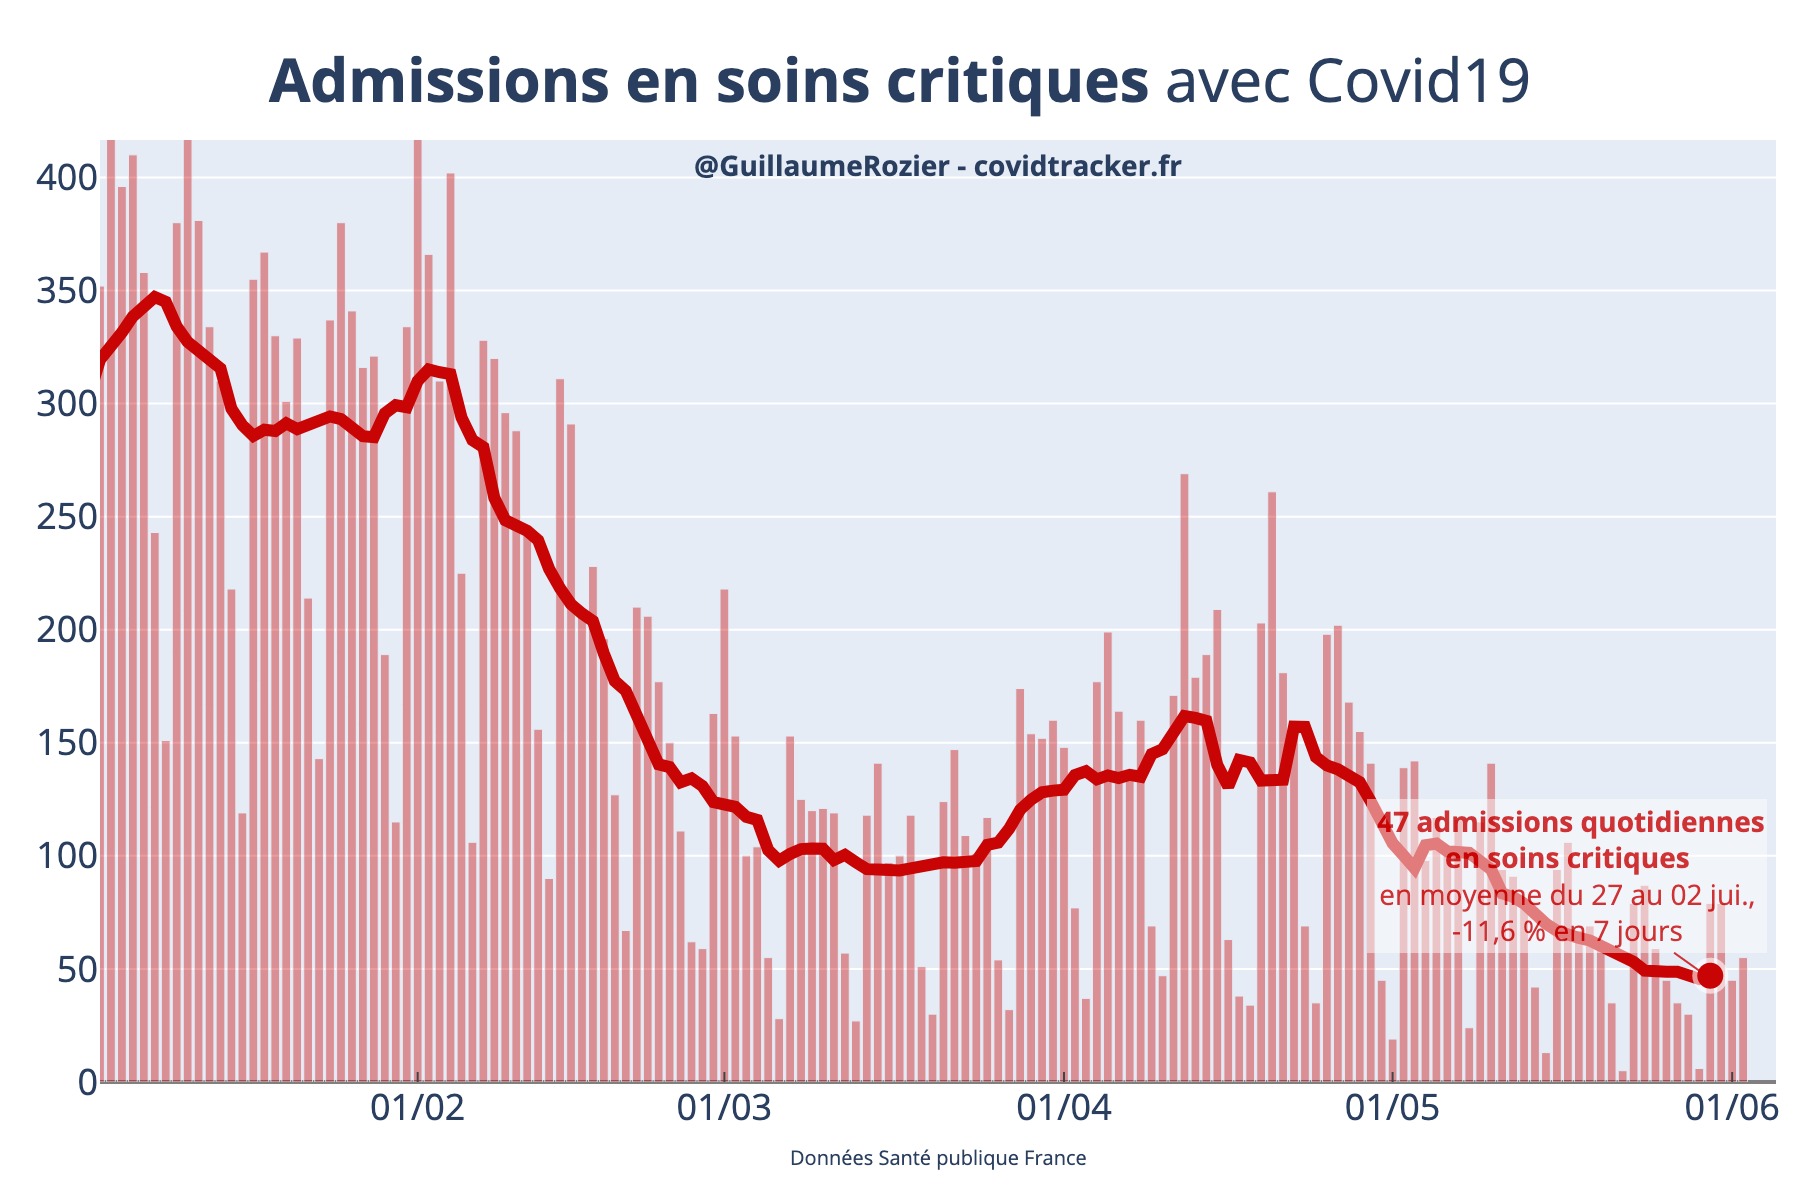 Admissions en soins critiques avec Covid19
@GuillaumeRozier - covidtracker.fr
400
350
300
250
200
150
100
50
0
47 admissions quotidiennes
en soins critiques
en moyenne du 27 au 02 jui.,
-11,6 % en 7 jours
01/02
01/03
01/04
01/05
01/06
Données Santé publique France